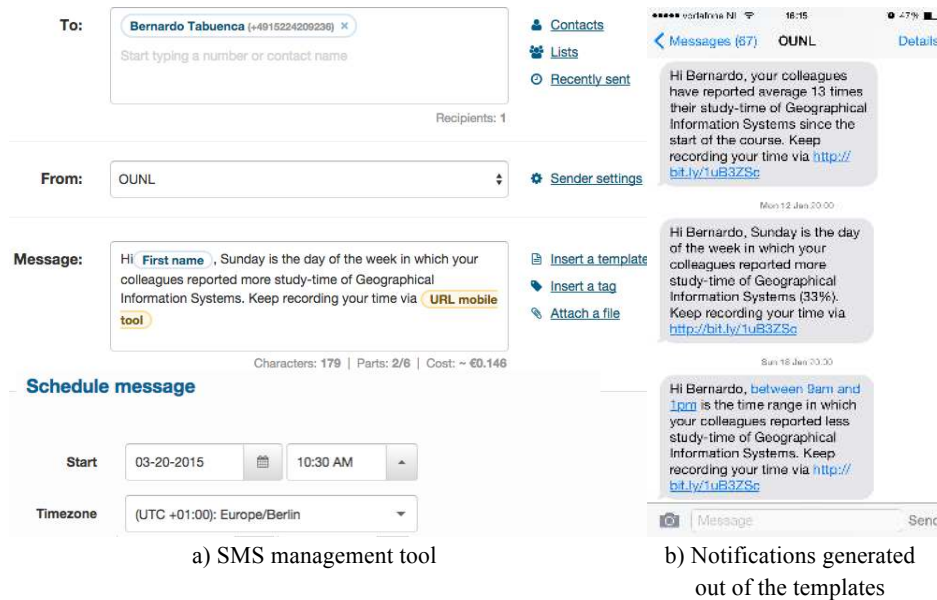 To:
Bernardo Tabuenca (+4915224209236) ×
Start typing a number or contact name
Contacts
Lists
Recently sent
Recipients: 1
From:
OUNL
Sender settings
Message:
Hi First name , Sunday is the day of the week in which your
colleagues reported more study-time of Geographical
Information Systems. Keep recording your time via URL mobile
tool
Insert a template
Insert a tag
Attach a file
Characters: 179 | Parts: 2/6 | Cost: ~ €0.146
Schedule message
Start
03-20-2015
10:30 AM
Timezone
(UTC +01:00): Europe/Berlin
a) SMS management tool
vodafone NL
16:15
47%
Messages (67)
OUNL
Details
Hi Bernardo, your colleagues
have reported average 13 times
their study-time of Geographical
Information Systems since the
start of the course. Keep
recording your time via http://
bit.ly/1uB3ZSc
Mon 12 Jan 20:00
Hi Bernardo, Sunday is the day
of the week in which your
colleagues reported more
study-time of Geographical
Information Systems (33%).
Keep recording your time via
http://bit.ly/1uB3ZSc
Sun 18 Jan 20:00
Hi Bernardo, between 9am and
1pm is the time range in which
your colleagues reported less
study-time of Geographical
Information Systems. Keep
recording your time via http://
bit.ly/1uB3ZSc
Message
Send
b) Notifications generated
out of the templates